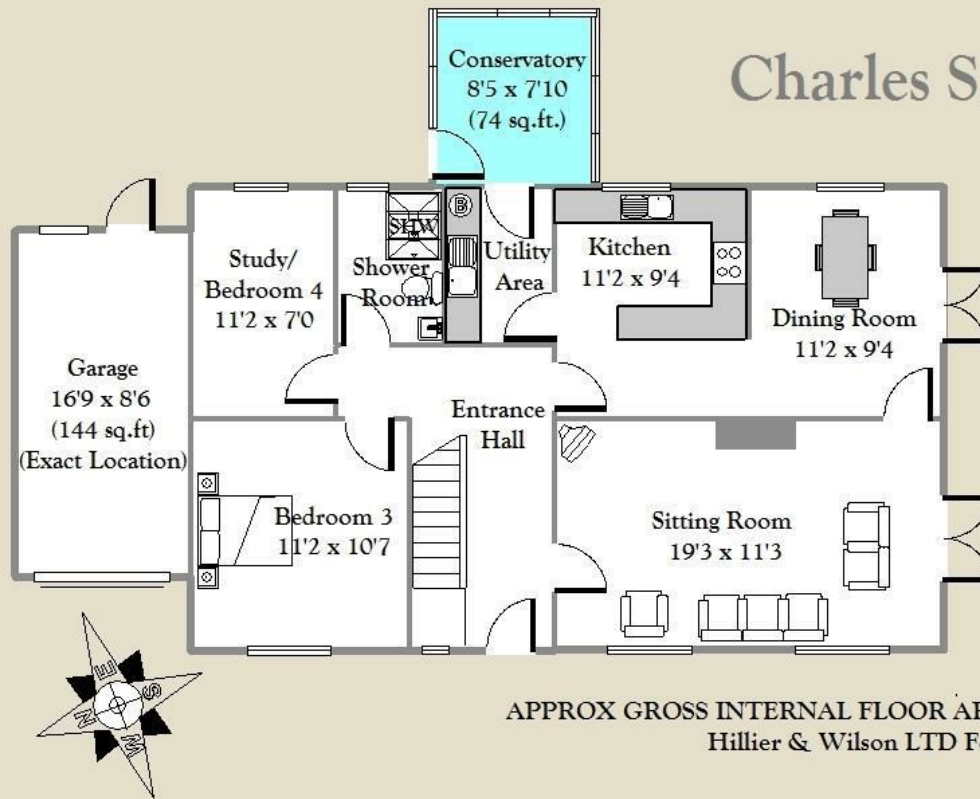 Charles S
Conservatory
8'5 x 7'10
(74 sq.ft.)
B
SHW
Shower
Room
Utility
Area
Kitchen
11'2 x 9'4
Study/
Bedroom 4
11'2 x 7'0
Dining Room
11'2 x 9'4
Garage
16'9 x 8'6
(144 sq.ft)
(Exact Location)
Entrance
Hall
Bedroom 3
11'2 x 10'7
Sitting Room
19'3 x 11'3
E
S
N
W
APPROX GROSS INTERNAL FLOOR
Hillier & Wilson LTD